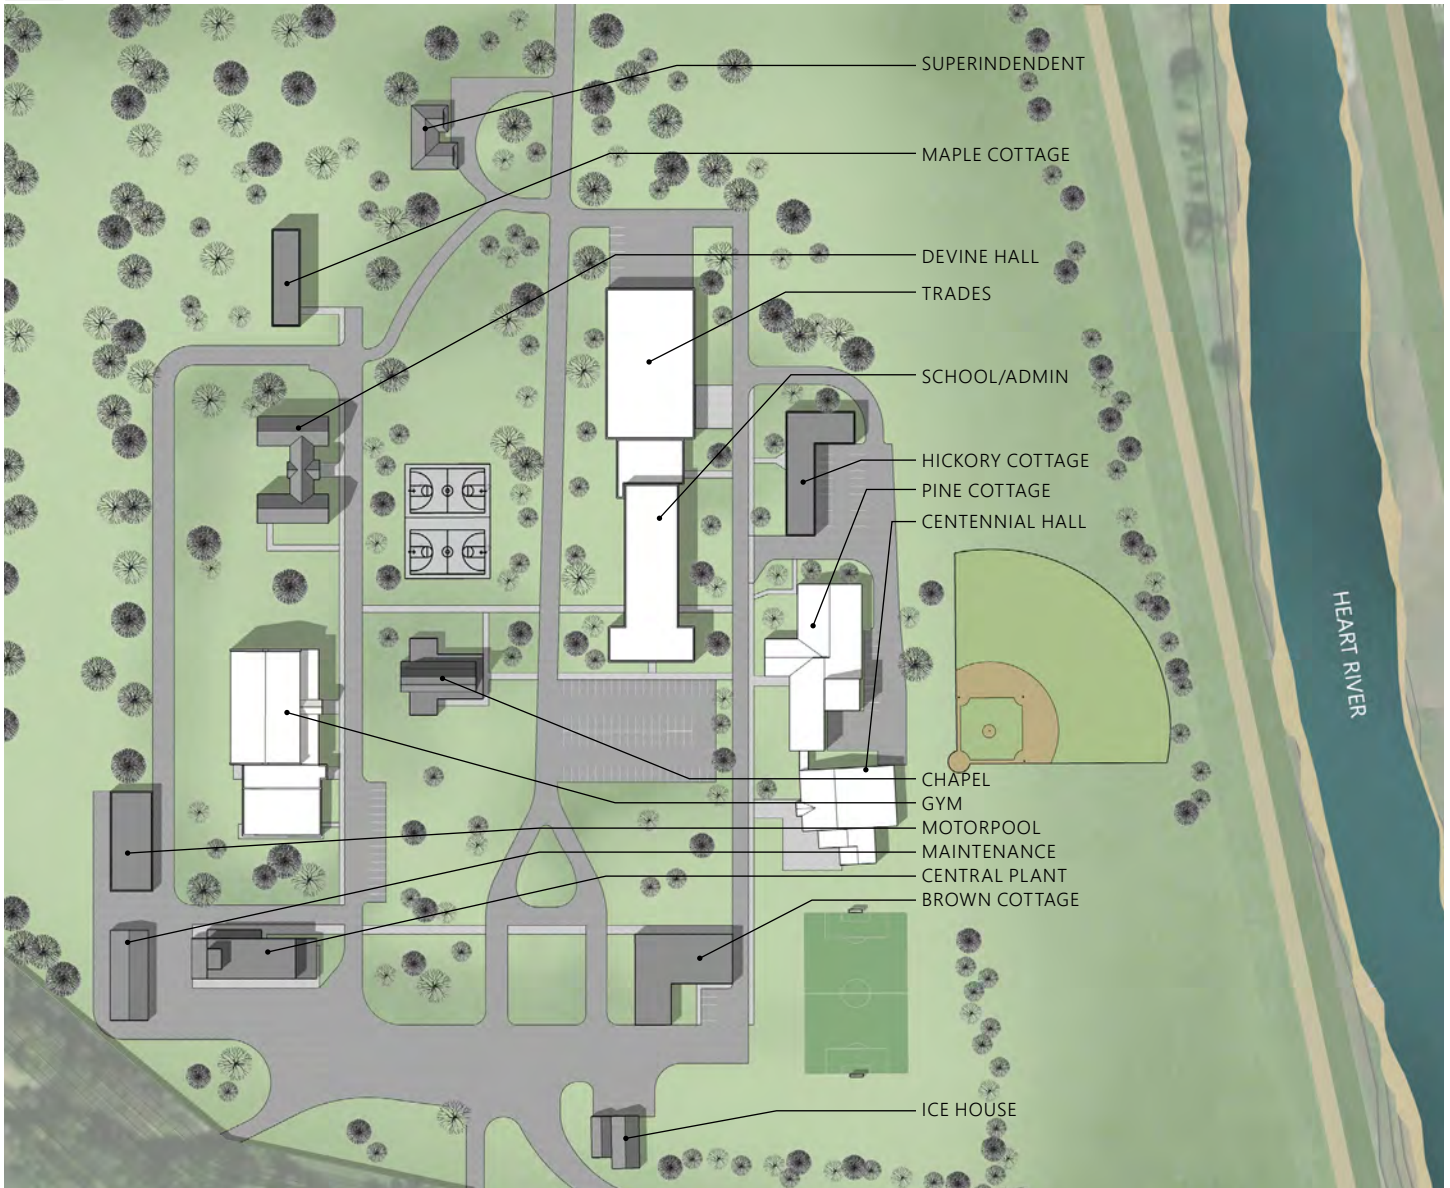 SUPERINDENDENT
MAPLE COTTAGE
DEVINE HALL
TRADES
SCHOOL/ADMIN
HICKORY COTTAGE
PINE COTTAGE
CENTENNIAL HALL
HEART RIVER
CHAPEL
GYM
MOTORPOOL
MAINTENANCE
CENTRAL PLANT
BROWN COTTAGE
ICE HOUSE